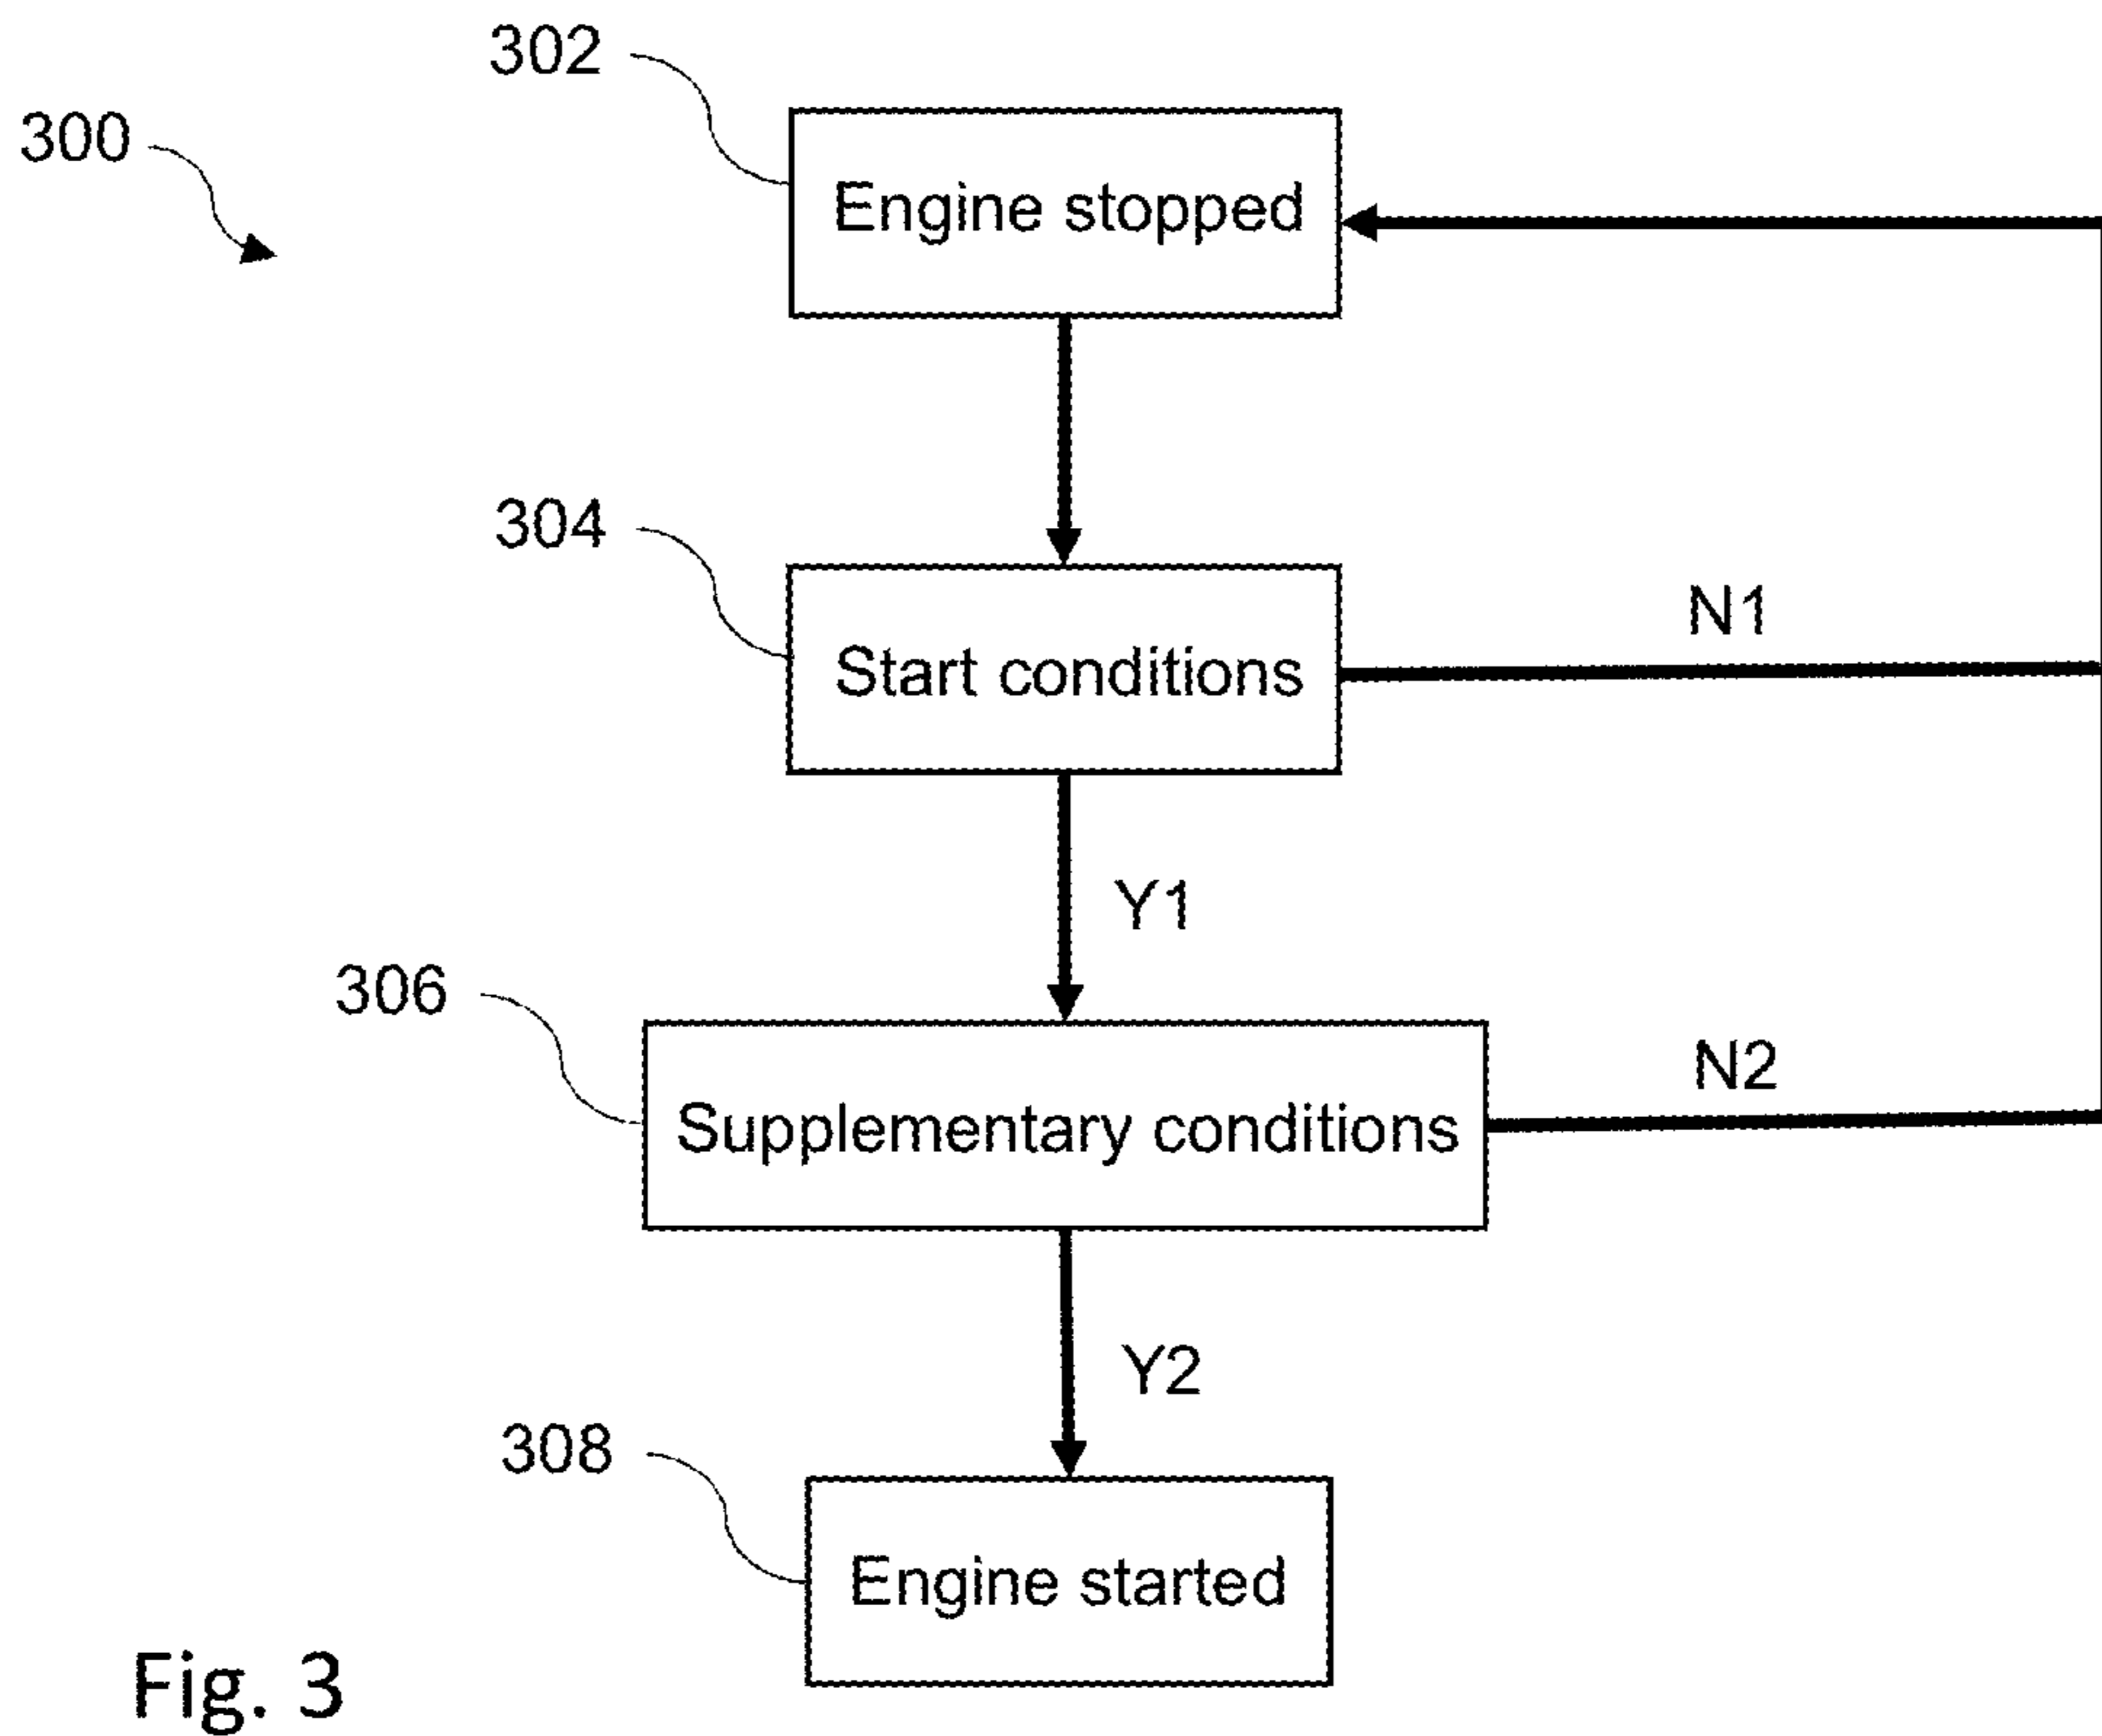 302
300
Engine stopped
304
N1
Start conditions
Y1
306
N2
Supplementary conditions
Y2
308
Engine started
Fig. 3